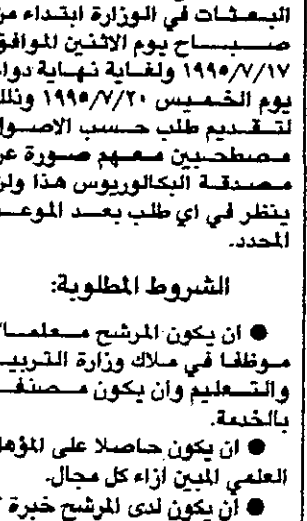 البعثات في الوزارة ابتداء من
صباح يوم الاثنين الموافق
١٩٩٥/٧/١٧ ولغاية نهاية دوا
يوم الخميس ١٩٩٥/٧/٢٠ وذلك
لتقديم طلب حسب الاصو
مصطحبين معهم صورة عن
مصدقة البكالوريوس هذا ولن
ينظر في اي طلب بعد الموعد
المحدد.
الشروط المطلوبة:
● ان يكون المرشح معلما
موظفا في ملاك وزارة التربية
والتعليم وان يكون مصنفا
بالخدمة.
● ان يكون حاصلا على المؤهل
العلمي المبين ازاء كل مجال.
● ان يكون لدى المرشح خبرة